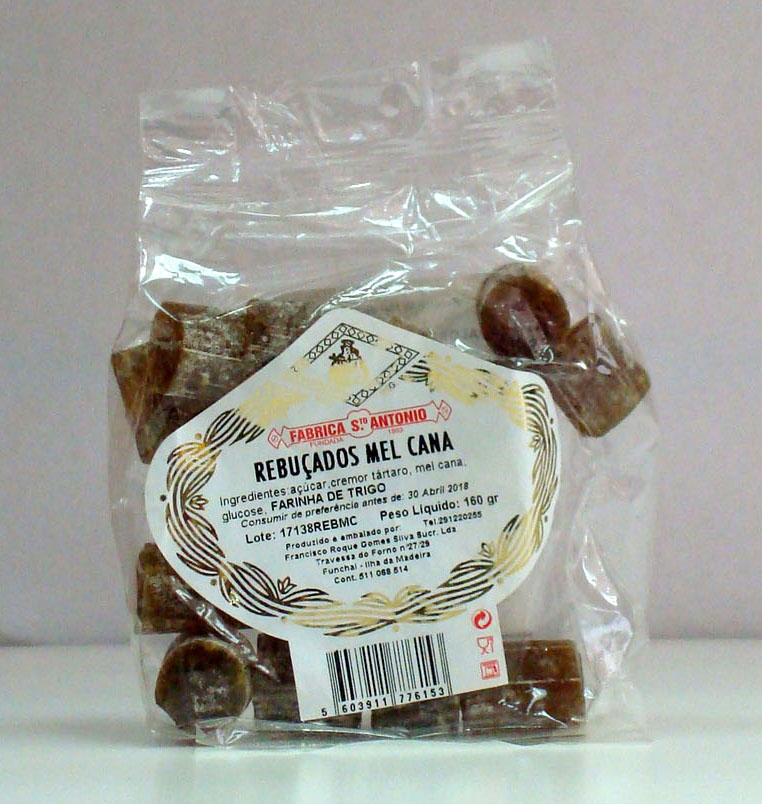 FABRICA S.TO ANTONIO
FUNDADA 1893
REBUÇADOS MEL CANA
Ingredientes:açúcar,cremor tártaro, mel cana,
glucose, FARINHA DE TRIGO
Consumir de preferência antes de: 30 Abril 2018
Lote: 17138REBMC Peso Líquido: 160 gr
Produzido e embalado por: Tel.291220255
Francisco Roque Gomes Silva Sucr. Lda
Travessa do Forno nº27/29
Funchal - Ilha da Madeira
Cont. 511 068 514
5 603911 776153